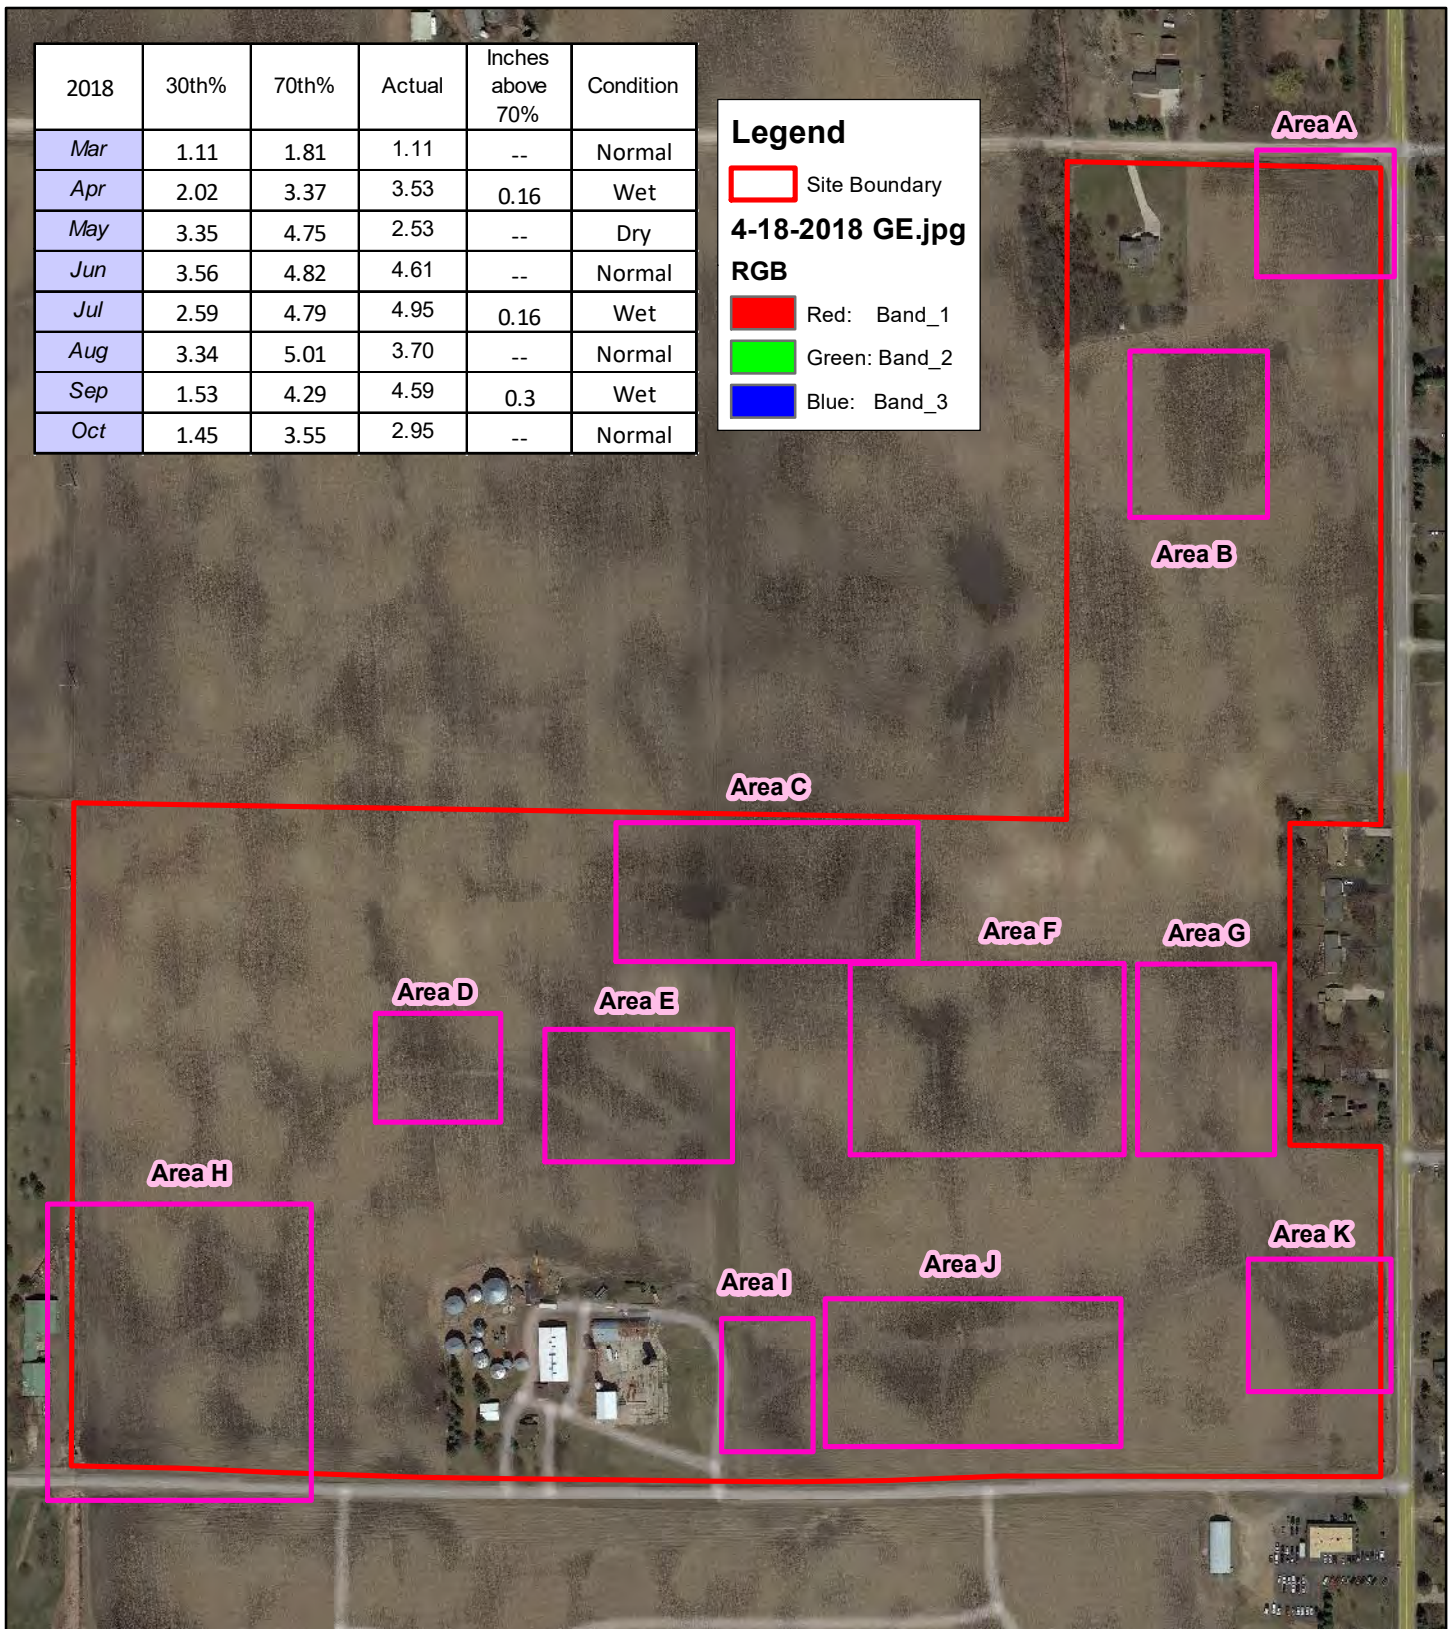 2018 30th% 70th% Actual Inches above 70% Condition
Mar 1.11 1.81 1.11 -- Normal
Apr 2.02 3.37 3.53 0.16 Wet
May 3.35 4.75 2.53 -- Dry
Jun 3.56 4.82 4.61 -- Normal
Jul 2.59 4.79 4.95 0.16 Wet
Aug 3.34 5.01 3.70 -- Normal
Sep 1.53 4.29 4.59 0.3 Wet
Oct 1.45 3.55 2.95 -- Normal
Legend
Site Boundary
4-18-2018 GE.jpg
RGB
Red: Band_1
Green: Band_2
Blue: Band_3
Area A
Area B
Area C
Area F
Area G
Area D
Area E
Area H
Area K
Area J
Area I